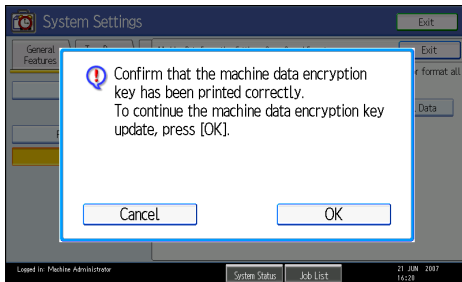 System Settings
Exit
General
Features
Exit
or format all
Data
Confirm that the machine data encryption
key has been printed correctly.
To continue the machine data encryption key
update, press [OK].
Cancel
OK
Logged in: Machine Administrator
System Status
Job List
21 JUN 2007
16:20